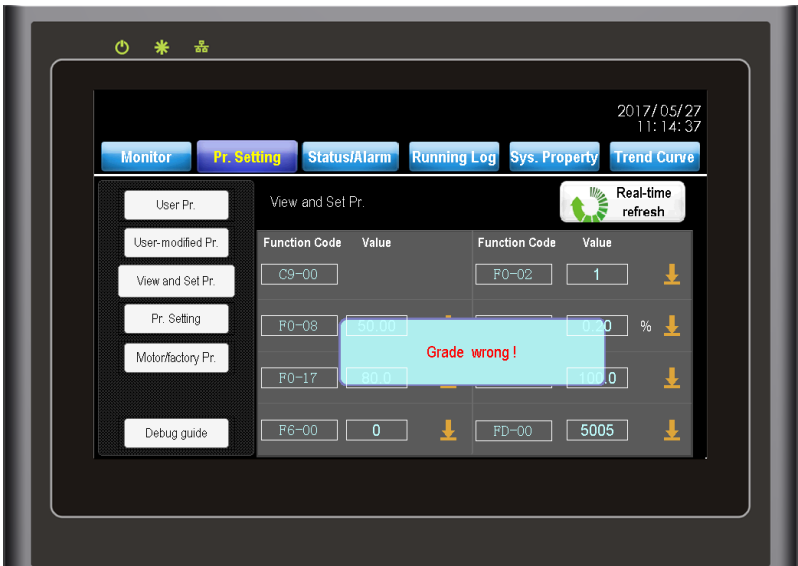 2017/05/27
11:14:37
Monitor
Pr. Setting
Status/Alarm
Running Log
Sys. Property
Trend Curve
User Pr.
User-modified Pr.
View and Set Pr.
Pr. Setting
Motor/factory Pr.
Debug guide
View and Set Pr.
Real-time
refresh
Function Code Value Function Code Value
C9-00 F0-02 1
F0-08 50.00 0.20 %
Grade wrong!
F0-17 80.0 100.0
F6-00 0 FD-00 5005